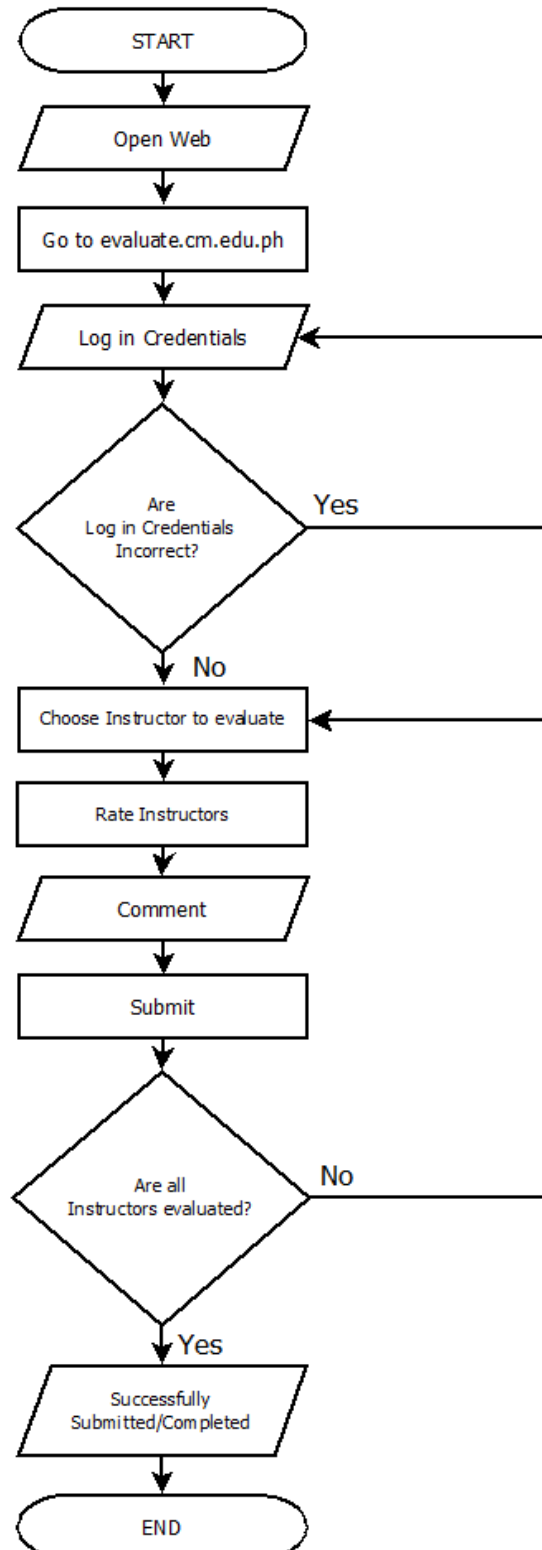 START
Open Web
Go to evaluate.cm.edu.ph
Log in Credentials
Are
Log in Credentials
Incorrect?
Yes
No
Choose Instructor to evaluate
Rate Instructors
Comment
Submit
Are all
Instructors evaluated?
No
Yes
Successfully
Submitted/Completed
END